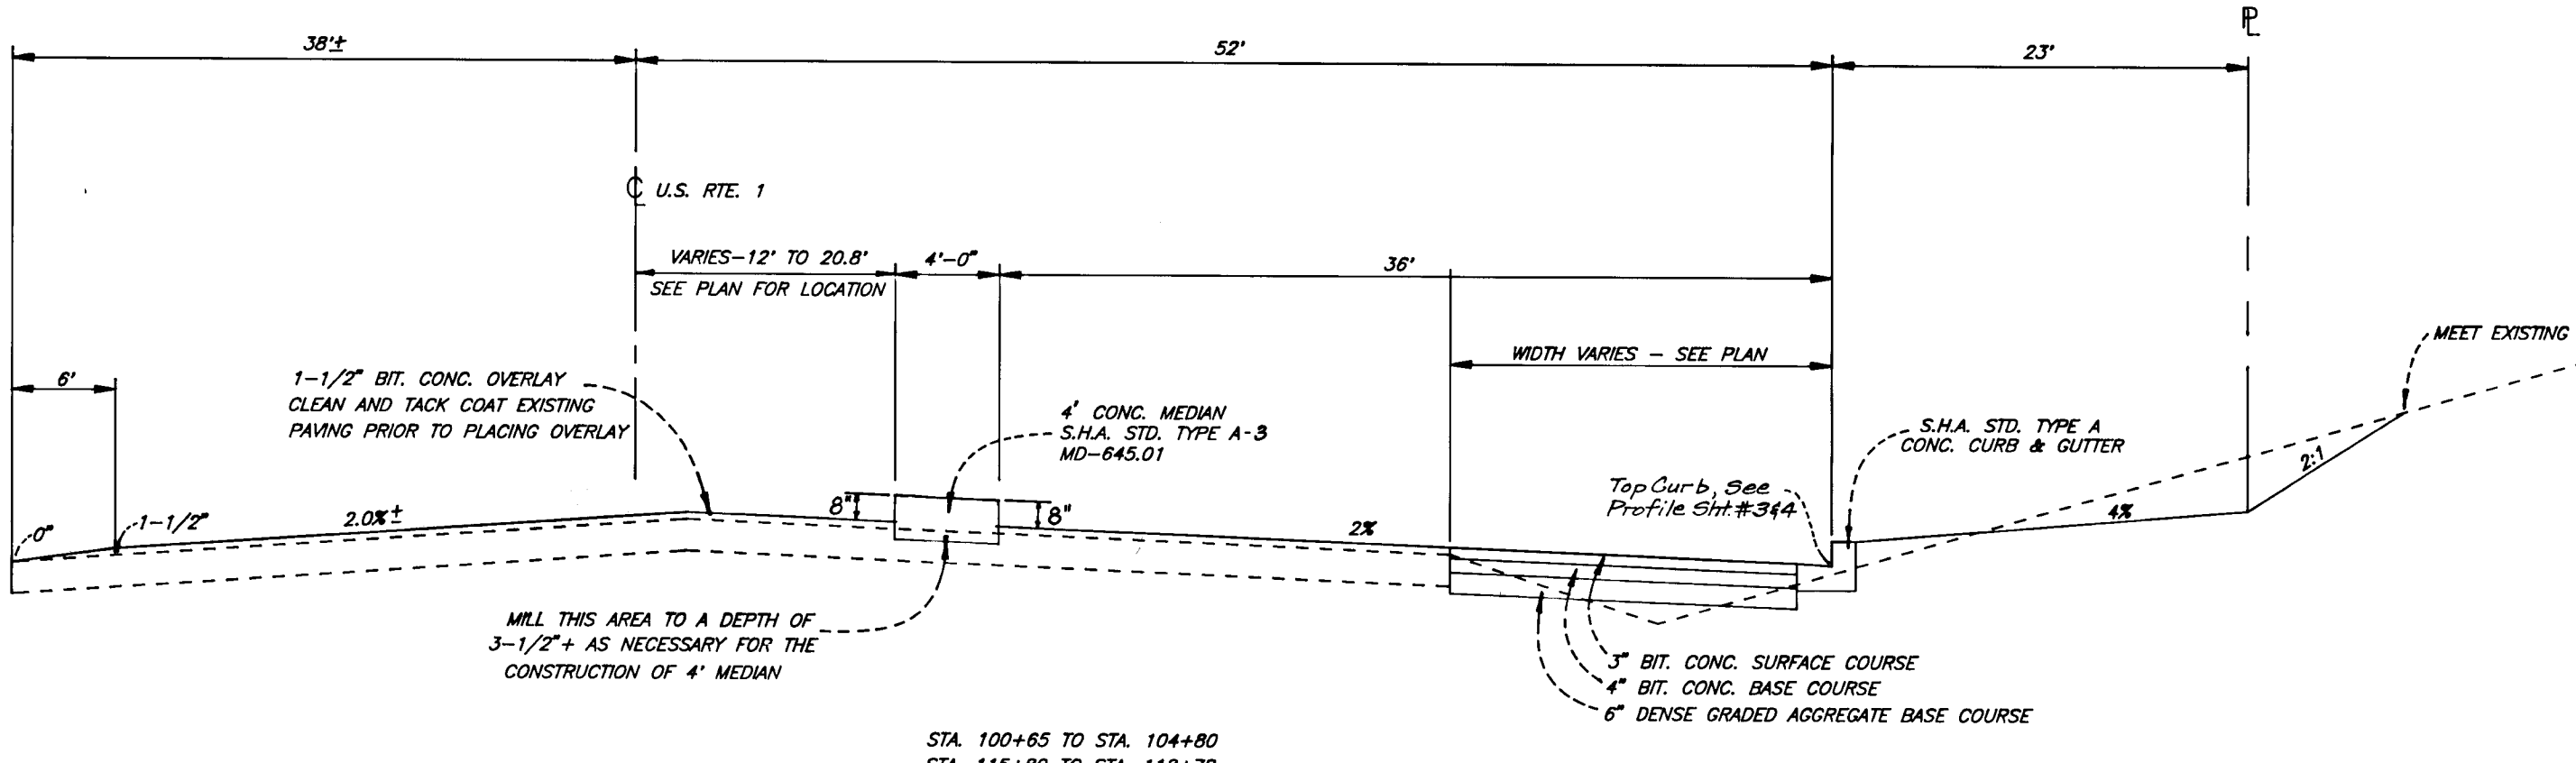 PL
38'±
52'
23'
CL U.S. RTE. 1
VARIES-12' TO 20.8'
SEE PLAN FOR LOCATION
4'-0"
36'
WIDTH VARIES - SEE PLAN
MEET EXISTING
6'
1-1/2" BIT. CONC. OVERLAY
CLEAN AND TACK COAT EXISTING
PAVING PRIOR TO PLACING OVERLAY
4' CONC. MEDIAN
S.H.A. STD. TYPE A-3
MD-645.01
S.H.A. STD. TYPE A
CONC. CURB & GUTTER
2:1
Top Curb, See
Profile Sht.#3&4
8"
8"
0"
1-1/2"
2.0%±
2%
4%
MILL THIS AREA TO A DEPTH OF
3-1/2"+ AS NECESSARY FOR THE
CONSTRUCTION OF 4' MEDIAN
3" BIT. CONC. SURFACE COURSE
4" BIT. CONC. BASE COURSE
6" DENSE GRADED AGGREGATE BASE COURSE
STA. 100+65 TO STA. 104+80